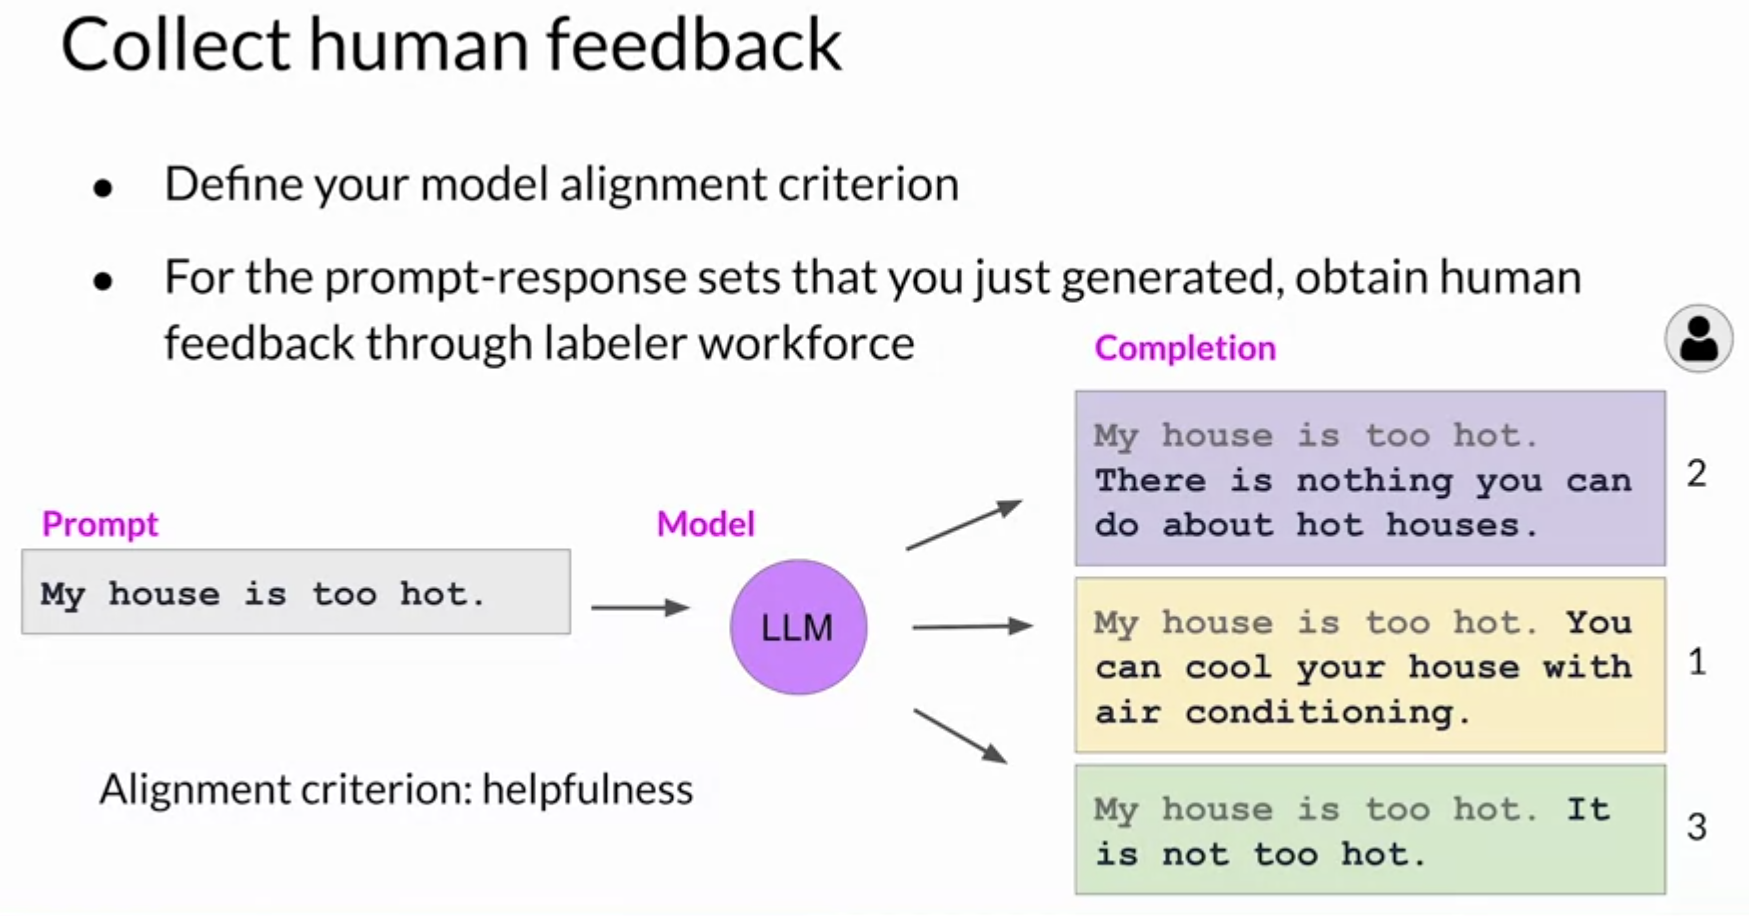 Collect human feedback
● Define your model alignment criterion
● For the prompt-response sets that you just generated, obtain human
feedback through labeler workforce
Prompt
My house is too hot.
Model
LLM
Completion
My house is too hot.
There is nothing you can
do about hot houses.
2
My house is too hot. You
can cool your house with
air conditioning.
1
My house is too hot. It
is not too hot.
3
Alignment criterion: helpfulness